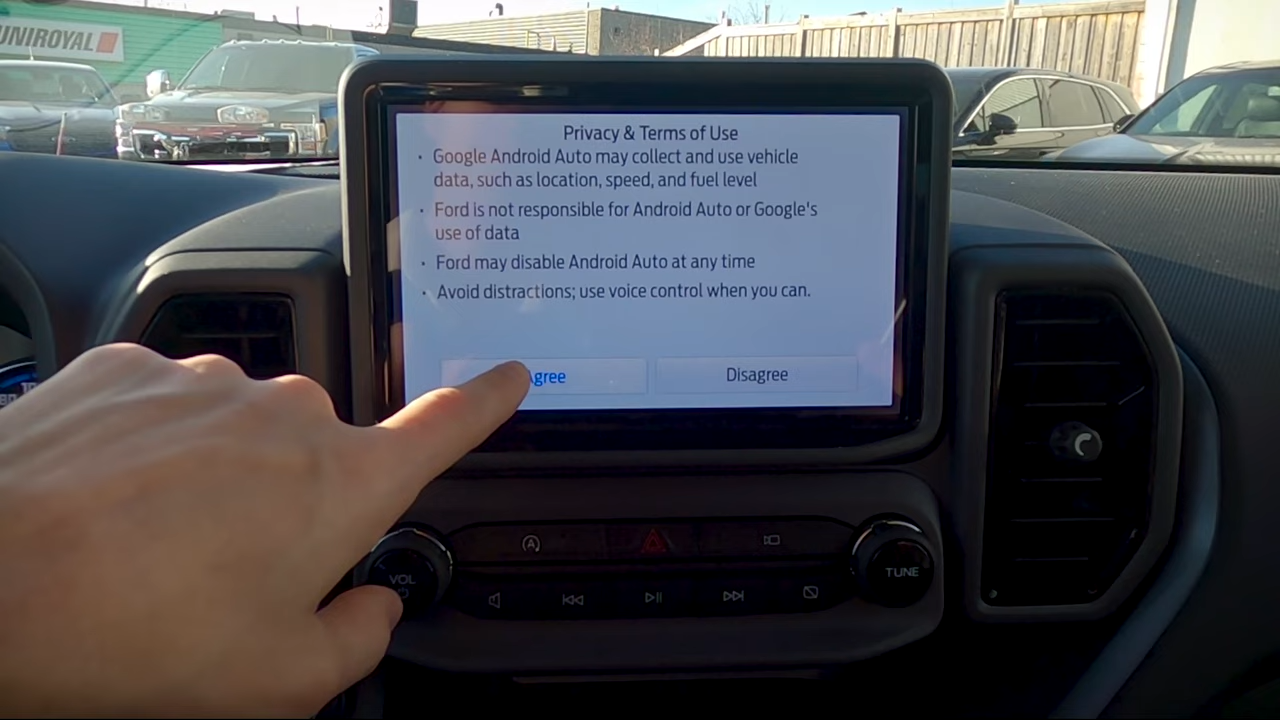 UNIROYAL
Privacy & Terms of Use
· Google Android Auto may collect and use vehicle
data, such as location, speed, and fuel level
· Ford is not responsible for Android Auto or Google's
use of data
· Ford may disable Android Auto at any time
· Avoid distractions; use voice control when you can.
gree
Disagree
A
VOL
TUNE